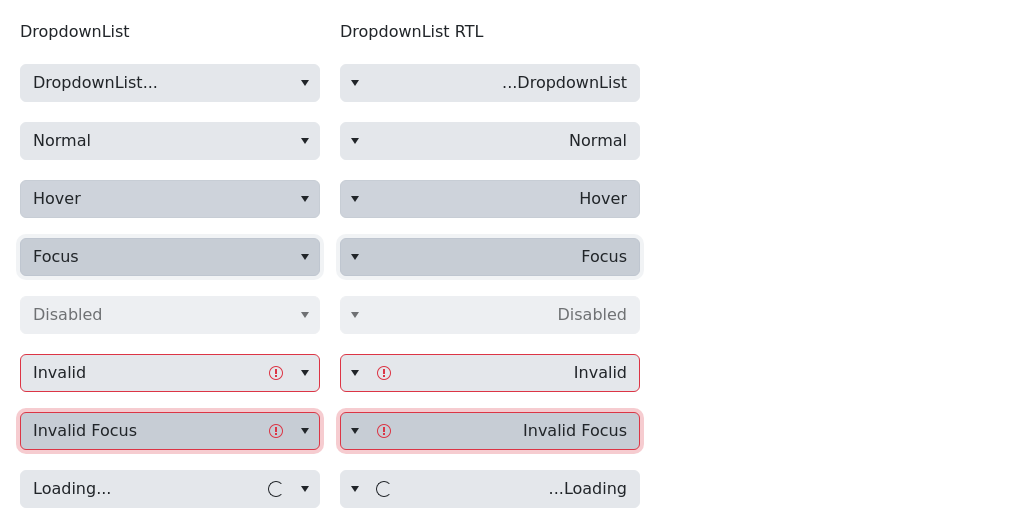 DropdownList
DropdownList RTL
DropdownList...
...DropdownList
Normal
Normal
Hover
Hover
Focus
Focus
Disabled
Disabled
Invalid
Invalid
Invalid Focus
Invalid Focus
Loading...
...Loading